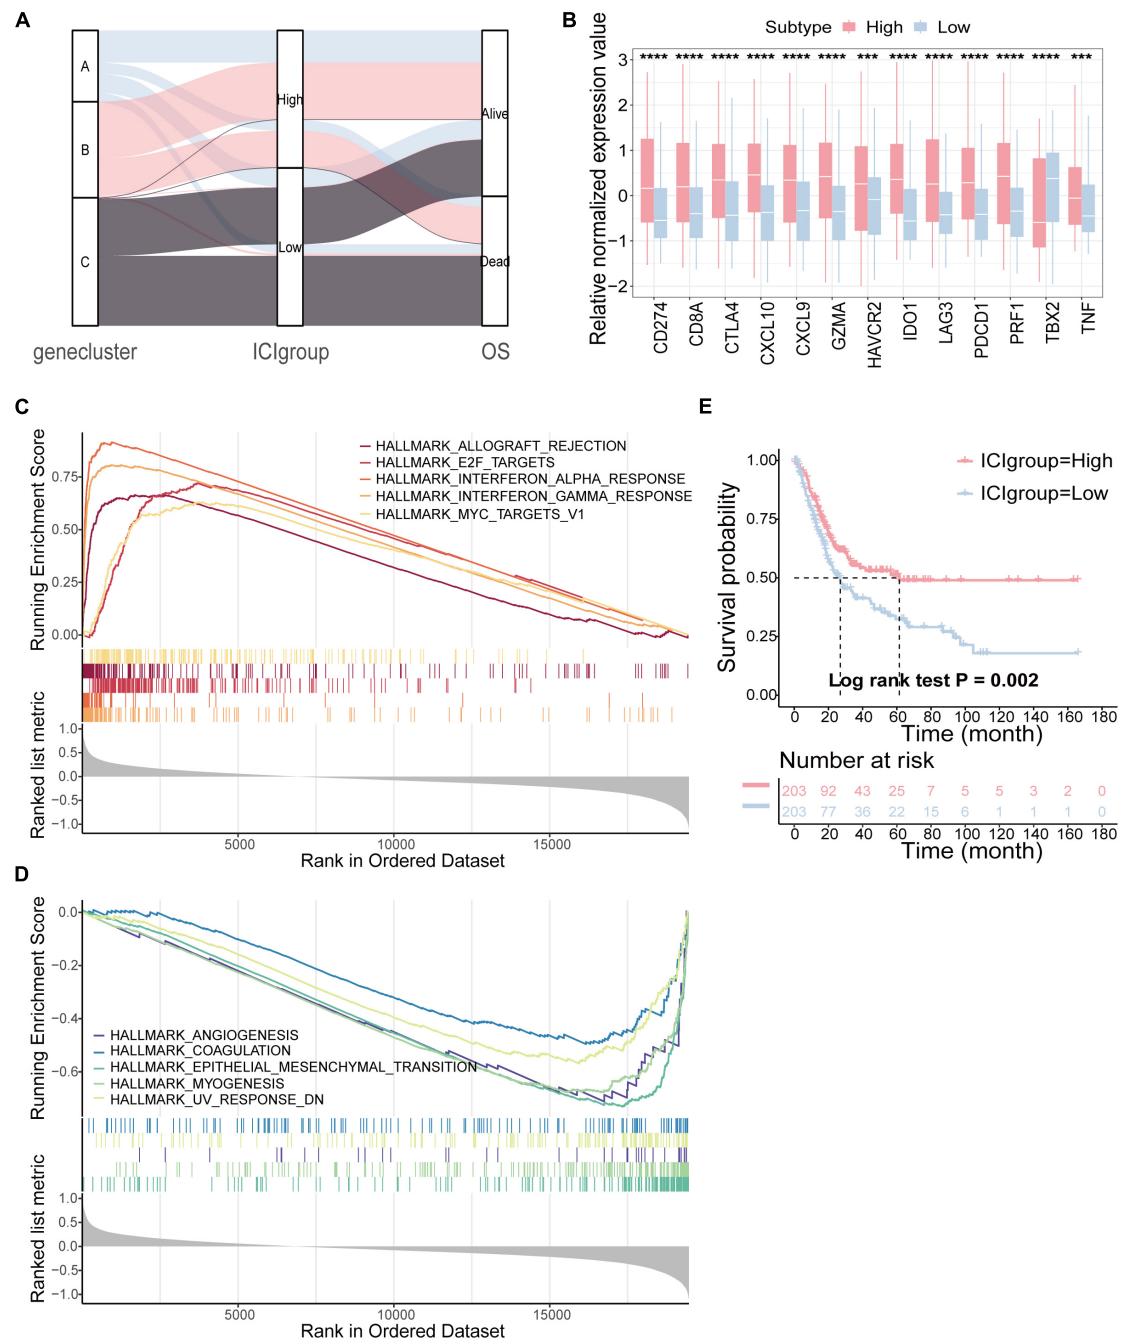 A
A
B
C
High
Low
Alive
Dead
genecluster
ICIgroup
OS
B
Subtype High Low
Relative normalized expression value
3
2
1
0
−1
−2
**** **** **** **** **** **** *** **** **** **** **** **** ***
CD274 CD8A CTLA4 CXCL10 CXCL9 GZMA HAVCR2 IDO1 LAG3 PDCD1 PRF1 TBX2 TNF
C
Running Enrichment Score
0.75
0.50
0.25
0.00
HALLMARK_ALLOGRAFT_REJECTION
HALLMARK_E2F_TARGETS
HALLMARK_INTERFERON_ALPHA_RESPONSE
HALLMARK_INTERFERON_GAMMA_RESPONSE
HALLMARK_MYC_TARGETS_V1
Ranked list metric
1.0
0.5
0.0
−0.5
−1.0
5000 10000 15000
Rank in Ordered Dataset
D
Running Enrichment Score
0.0
−0.2
−0.4
−0.6
HALLMARK_ANGIOGENESIS
HALLMARK_COAGULATION
HALLMARK_EPITHELIAL_MESENCHYMAL_TRANSITION
HALLMARK_MYOGENESIS
HALLMARK_UV_RESPONSE_DN
Ranked list metric
1.0
0.5
0.0
−0.5
−1.0
5000 10000 15000
Rank in Ordered Dataset
E
Survival probability
1.00
0.75
0.50
0.25
0.00
ICIgroup=High
ICIgroup=Low
Log rank test P = 0.002
0 20 40 60 80 100 120 140 160 180
Time (month)
Number at risk
203 92 43 25 7 5 5 3 2 0
203 77 36 22 15 6 1 1 1 0
0 20 40 60 80 100 120 140 160 180
Time (month)